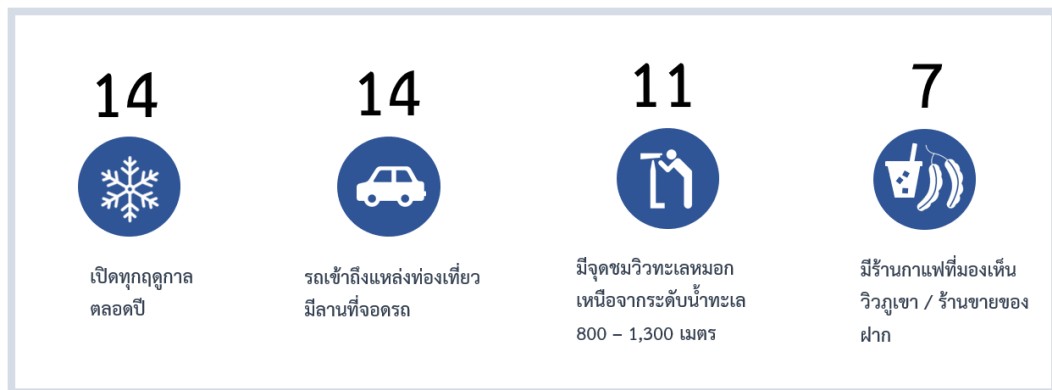 14
เปิดทุกฤดูกาล
ตลอดปี
14
รถเข้าถึงแหล่งท่องเที่ยว
มีลานที่จอดรถ
11
มีจุดชมวิวทะเลหมอก
เหนือจากระดับน้ำทะเล
800 – 1,300 เมตร
7
มีร้านกาแฟที่มองเห็น
วิวภูเขา / ร้านขายของ
ฝาก